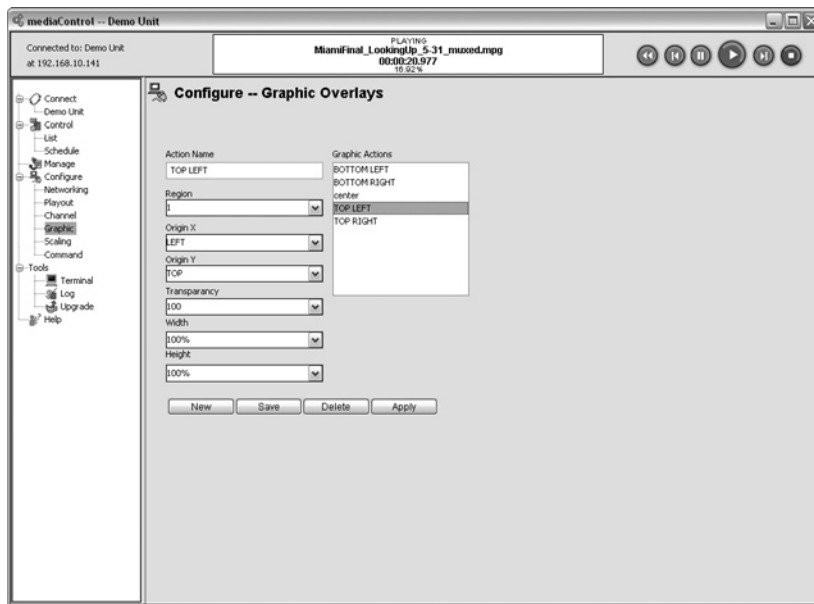 mediaControl -- Demo Unit
Connected to: Demo Unit
at 192.168.10.141
PLAYING
MiamiFinal_LookingUp_5-31_muxed.mpg
00:00:20.977
16.92%
Connect
Demo Unit
Control
List
Schedule
Manage
Configure
Networking
Playout
Channel
Graphic
Scaling
Command
Tools
Terminal
Log
Upgrade
Help
Configure -- Graphic Overlays
Action Name
TOP LEFT
Region
1
Origin X
LEFT
Origin Y
TOP
Transparancy
100
Width
100%
Height
100%
Graphic Actions
BOTTOM LEFT
BOTTOM RIGHT
center
TOP LEFT
TOP RIGHT
New Save Delete Apply